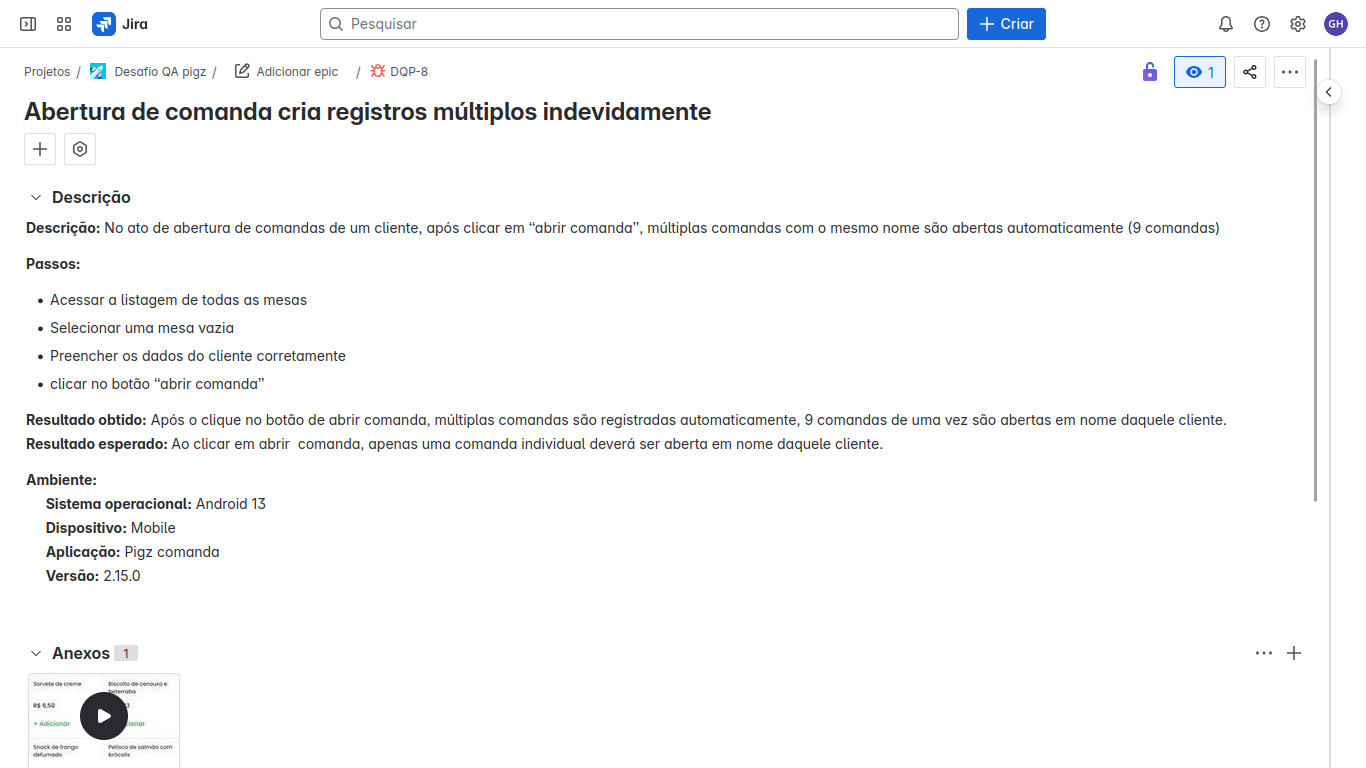 Jira
Pesquisar
Criar
GH
Projetos / Desafio QA pigz / Adicionar epic / DQP-8
1
Abertura de comanda cria registros múltiplos indevidamente
Descrição
Descrição: No ato de abertura de comandas de um cliente, após clicar em “abrir comanda”, múltiplas comandas com o mesmo nome são abertas automaticamente (9 comandas)
Passos:
• Acessar a listagem de todas as mesas
• Selecionar uma mesa vazia
• Preencher os dados do cliente corretamente
• clicar no botão “abrir comanda”
Resultado obtido: Após o clique no botão de abrir comanda, múltiplas comandas são registradas automaticamente, 9 comandas de uma vez são abertas em nome daquele cliente.
Resultado esperado: Ao clicar em abrir  comanda, apenas uma comanda individual deverá ser aberta em nome daquele cliente.
Ambiente:
Sistema operacional: Android 13
Dispositivo: Mobile
Aplicação: Pigz comanda
Versão: 2.15.0
Anexos 1
Sorvete de creme
Biscoito de cenoura e
beterraba
R$ 6,50
+ Adicionar
Snack de frango
defumado
Petisco de salmão com
brócolis